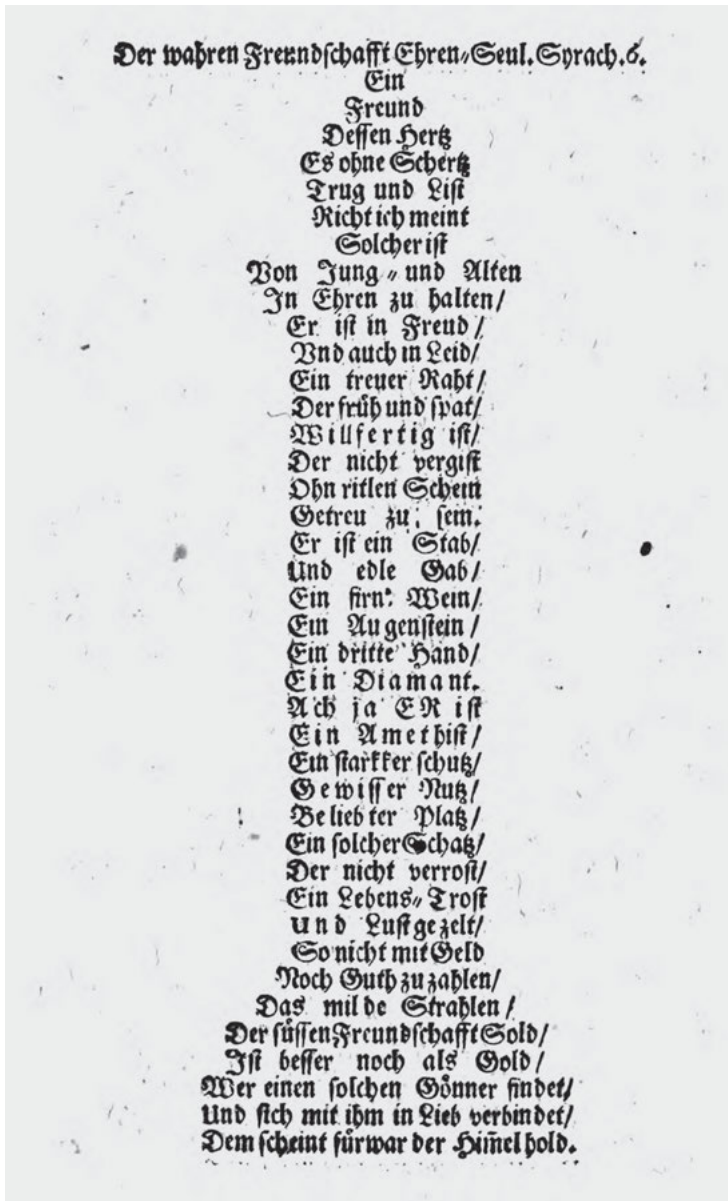 Der wahren Freundschafft Ehren-Seul. Syrach. 6.
Ein
Freund
Dessen Hertz
Es ohne Schertz
Trug und List
Richt ich meint
Solcher ist
Von Jung- und Alten
In Ehren zu halten/
Er ist in Freud/
Vnd auch in Leid/
Ein treuer Raht/
Der früh und spat/
Willfertig ist/
Der nicht vergist
Ohn ritlen Schein
Getreu zu sein.
Er ist ein Stab/
Und edle Gab/
Ein firn. Wein/
Ein Augenstein/
Ein dritte Hand/
Ein Diamant.
Ach ja ER ist
Ein Amethist/
Ein starkker schutz/
Gewisser Nutz/
Beliebter Platz/
Ein solcher Schatz/
Der nicht verrost/
Ein Lebens-Trost
und Lustgezelt/
So nicht mit Geld
Noch Guth zu zahlen/
Das milde Strahlen/
Der süssen Freundschafft Sold/
Ist besser noch als Gold/
Wer einen solchen Gönner findet/
Und sich mit ihm in Lieb verbindet/
Dem scheint fürwar der Him̃el hold.